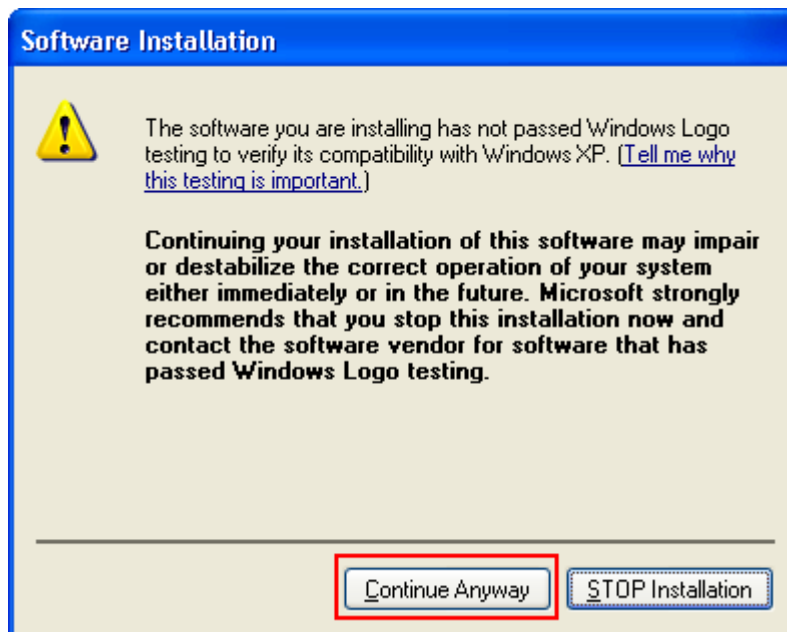 Software Installation
The software you are installing has not passed Windows Logo
testing to verify its compatibility with Windows XP. (Tell me why
this testing is important.)
Continuing your installation of this software may impair
or destabilize the correct operation of your system
either immediately or in the future. Microsoft strongly
recommends that you stop this installation now and
contact the software vendor for software that has
passed Windows Logo testing.
Continue Anyway
STOP Installation